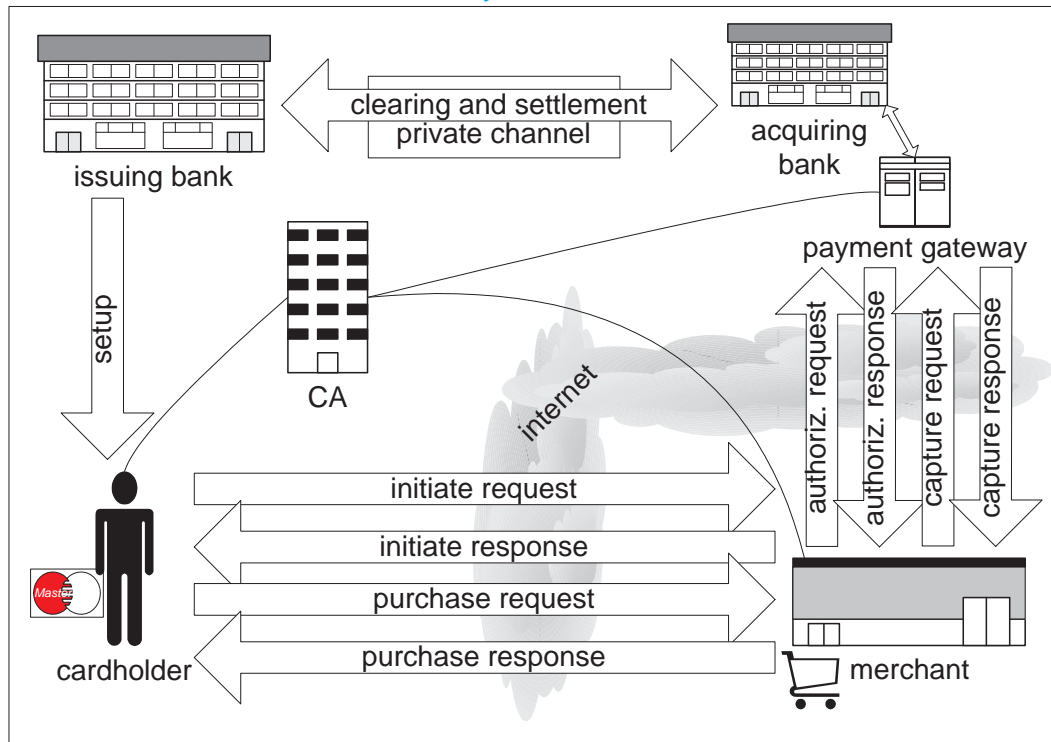 clearing and settlement
private channel
issuing bank
acquiring
bank
payment gateway
setup
CA
internet
authoriz. request
authoriz. response
capture request
capture response
initiate request
initiate response
Master
purchase request
purchase response
cardholder
merchant